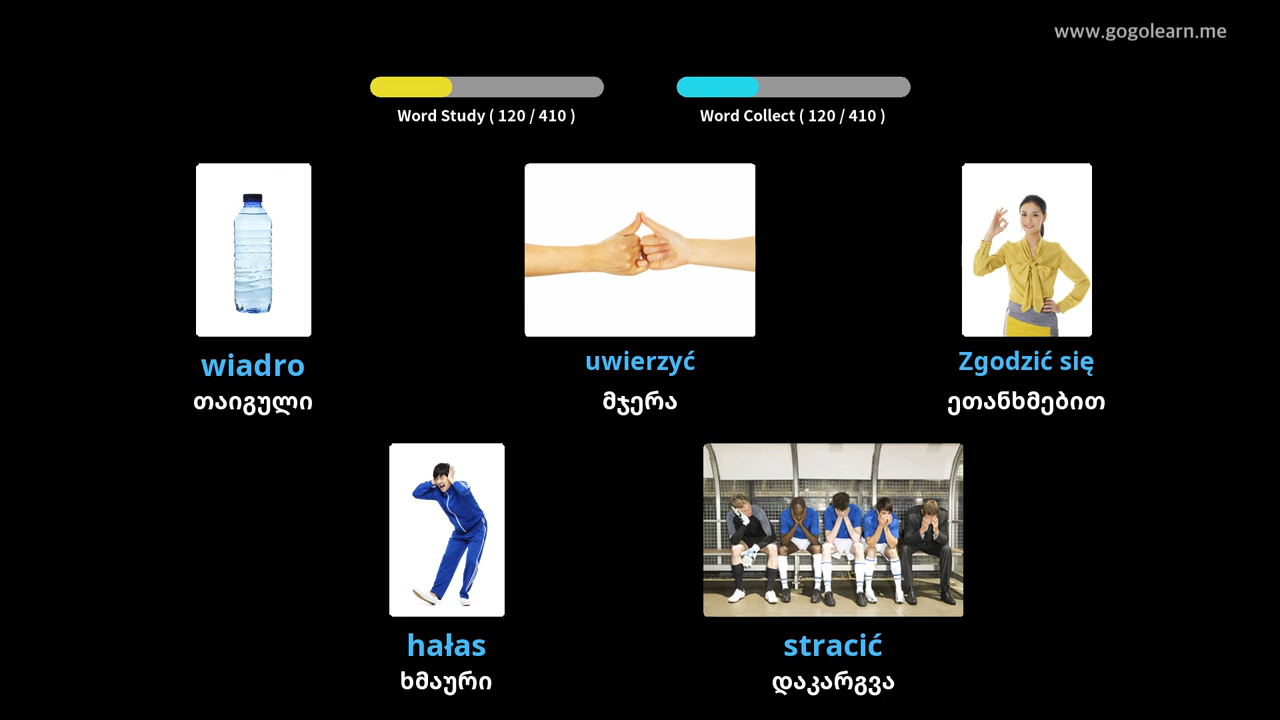 www.gogolearn.me
Word Study ( 120 / 410 )
Word Collect ( 120 / 410 )
wiadro
uwierzyć
Zgodzić się
თაიგული
მჯერა
ეთანხმებით
hałas
stracić
ხმაური
დაკარგვა